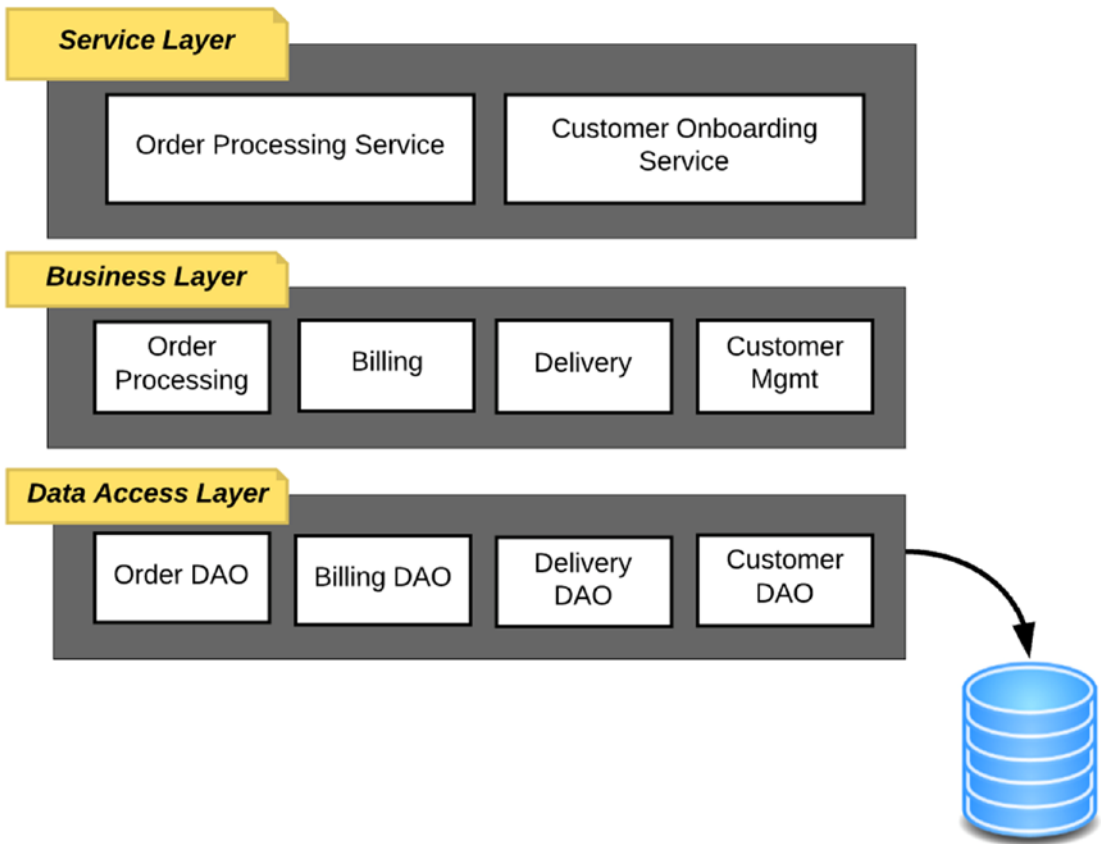 Service Layer
Order Processing Service
Customer Onboarding
Service
Business Layer
Order
Processing
Billing
Delivery
Customer
Mgmt
Data Access Layer
Order DAO
Billing DAO
Delivery
DAO
Customer
DAO